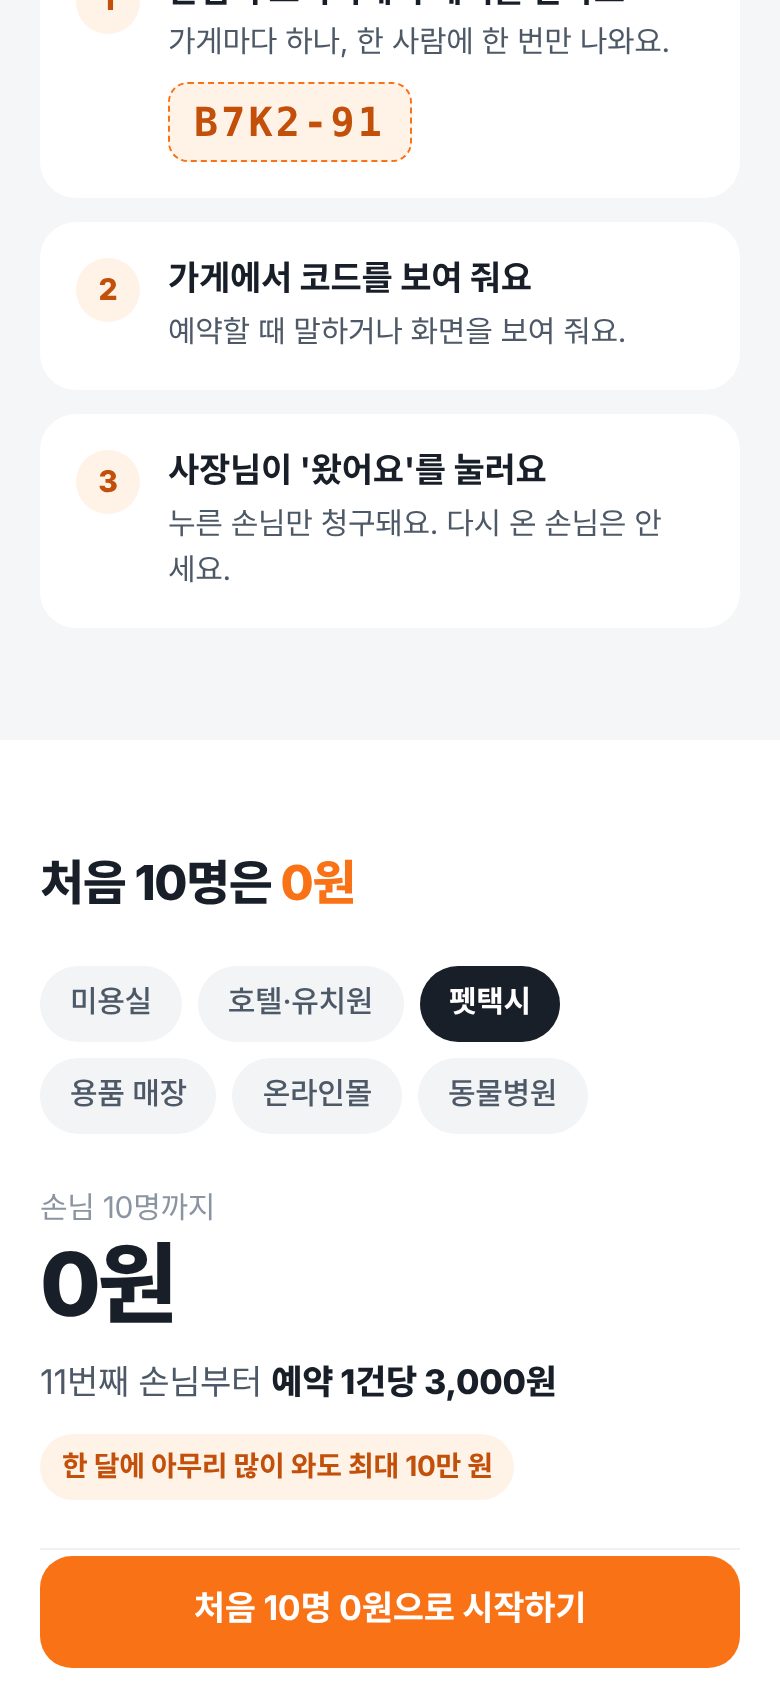 가게마다 하나, 한 사람에 한 번만 나와요.
B7K2-91
2
가게에서 코드를 보여 줘요
예약할 때 말하거나 화면을 보여 줘요.
3
사장님이 '왔어요'를 눌러요
누른 손님만 청구돼요. 다시 온 손님은 안
세요.
처음 10명은 0원
미용실 호텔·유치원 펫택시
용품 매장 온라인몰 동물병원
손님 10명까지
0원
11번째 손님부터 예약 1건당 3,000원
한 달에 아무리 많이 와도 최대 10만 원
처음 10명 0원으로 시작하기